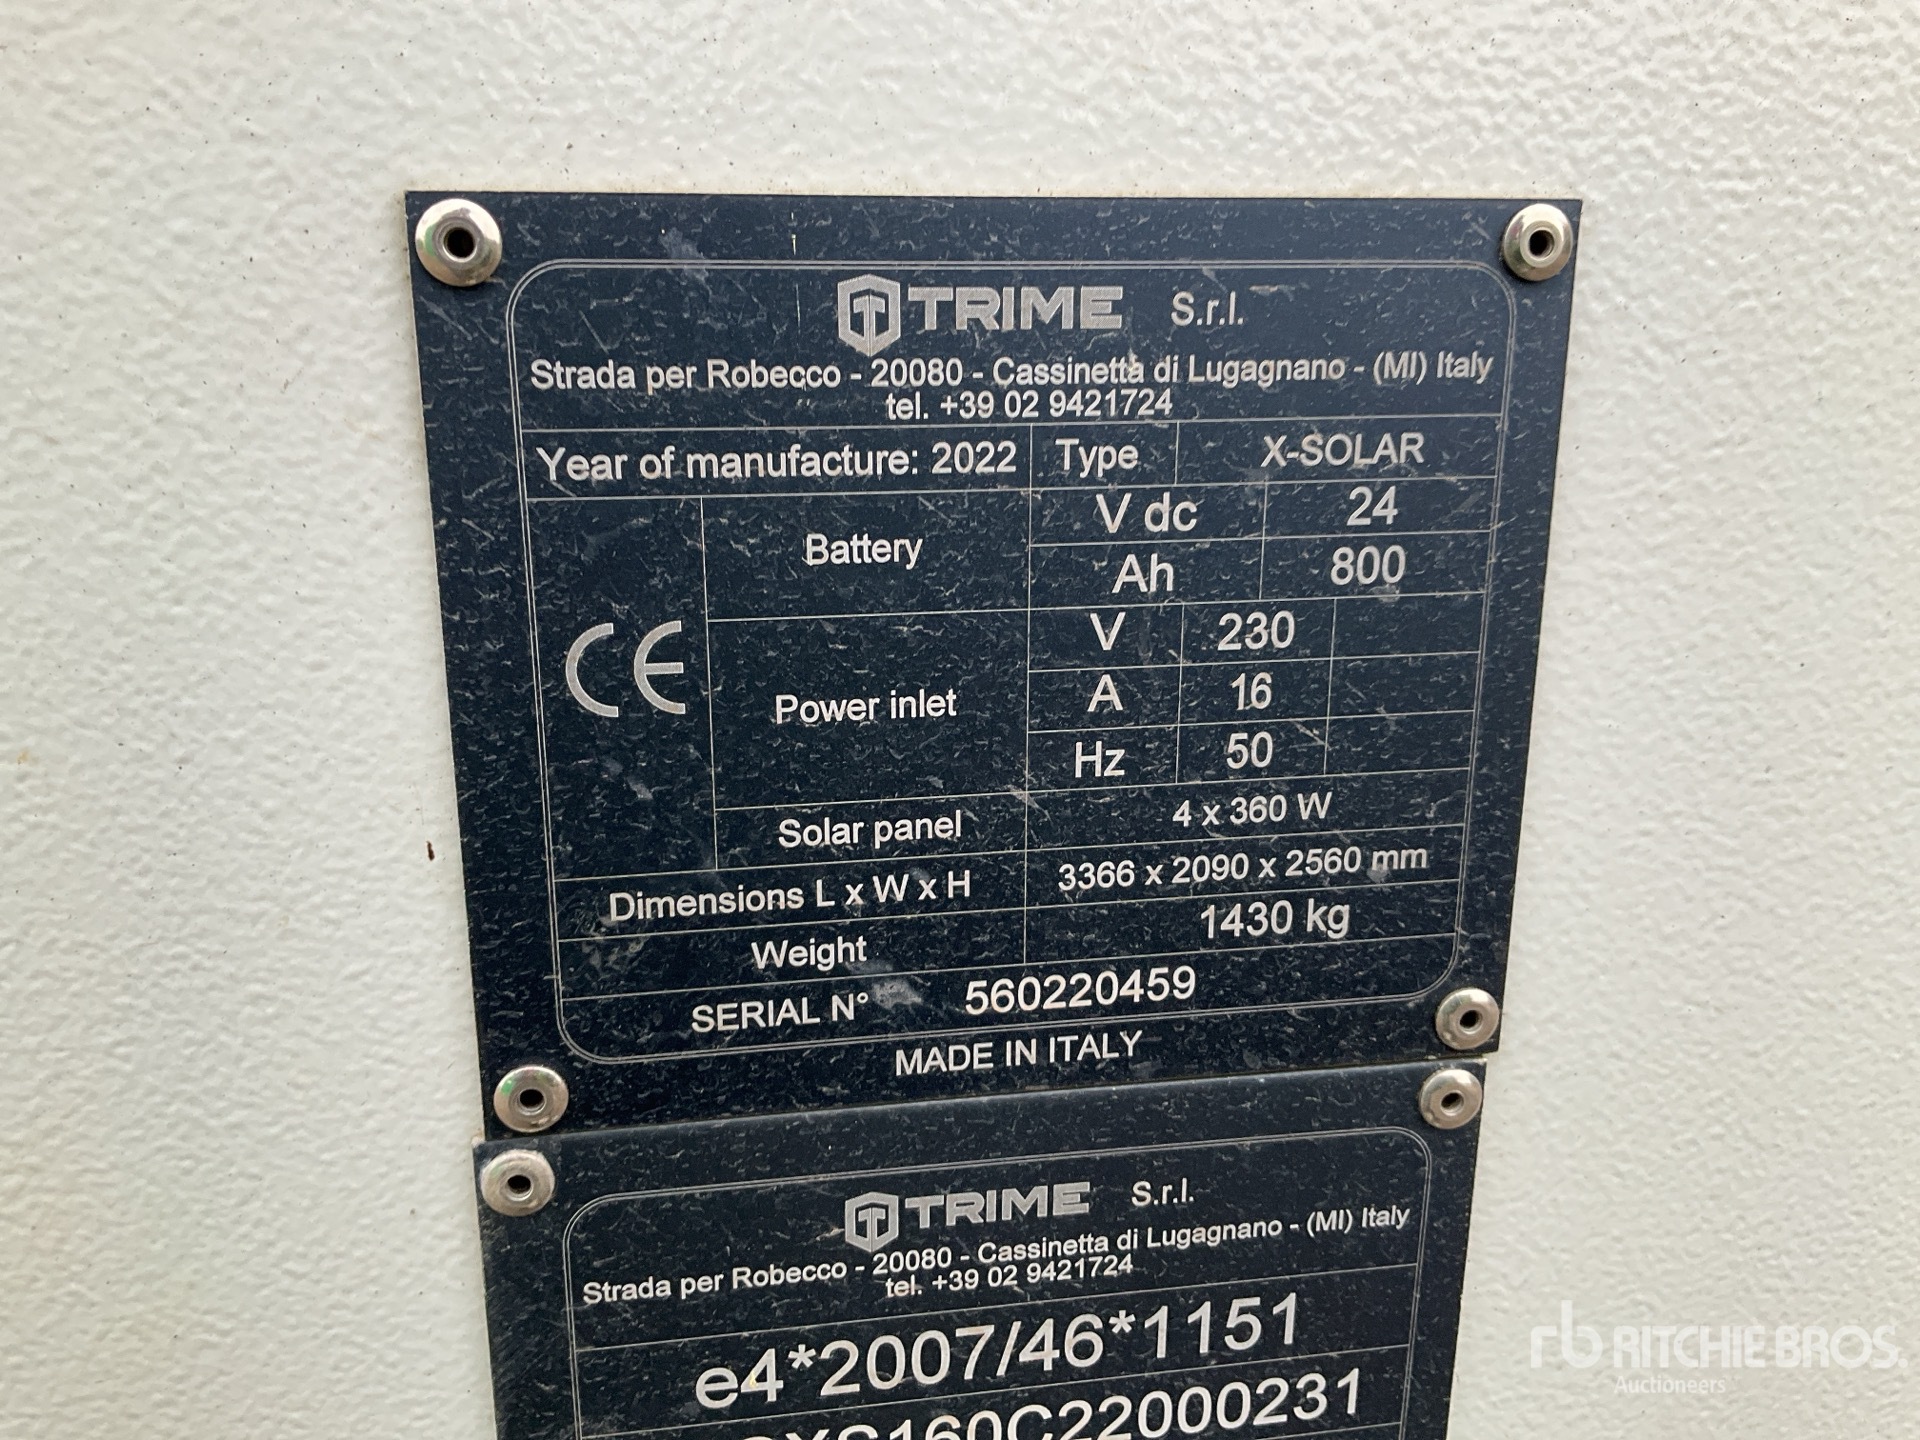 TRIME S.r.l.
Strada per Robecco - 20080 - Cassinetta di Lugagnano - (MI) Italy
tel. +39 02 9421724
Year of manufacture: 2022 Type X-SOLAR
CE
Battery
V dc 24
Ah 800
Power inlet
V 230
A 16
Hz 50
Solar panel 4 x 360 W
Dimensions L x W x H 3366 x 2090 x 2560 mm
Weight 1430 kg
SERIAL N° 560220459
MADE IN ITALY
TRIME S.r.l.
Strada per Robecco - 20080 - Cassinetta di Lugagnano - (MI) Italy
tel. +39 02 9421724
e4*2007/46*1151
rb RITCHIE BROS.
Auctioneers